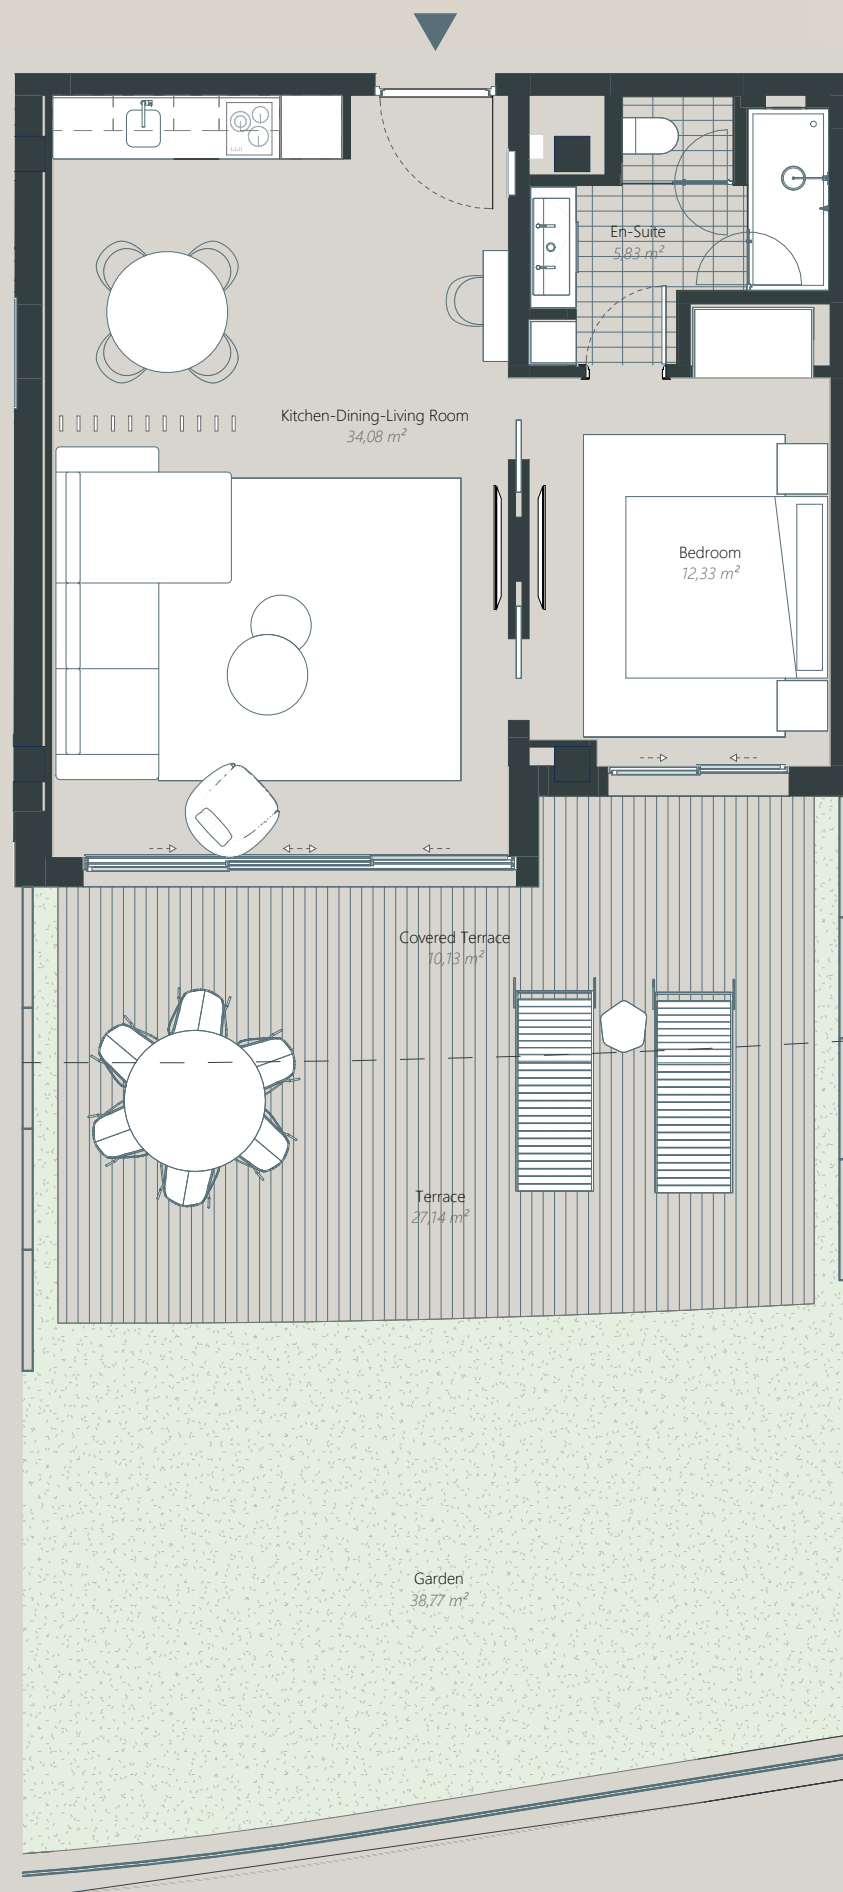 En-Suite
5,83 m²
Kitchen-Dining-Living Room
34,08 m²
Bedroom
12,33 m²
Covered Terrace
10,13 m²
Terrace
27,14 m²
Garden
38,77 m²